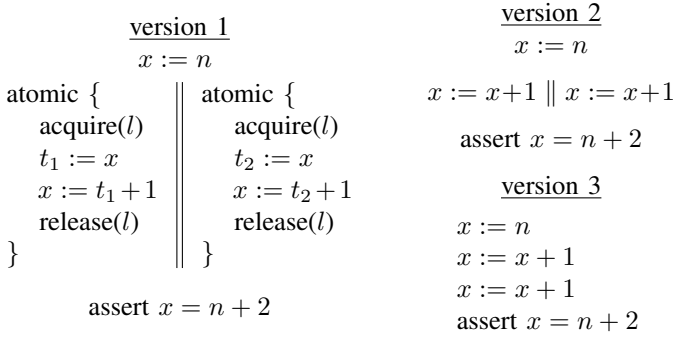 version 1
x := n
atomic {
acquire(l)
t₁ := x
x := t₁ + 1
release(l)
}
atomic {
acquire(l)
t₂ := x
x := t₂ + 1
release(l)
}
assert x = n + 2
version 2
x := n
x := x+1 ∥ x := x+1
assert x = n + 2
version 3
x := n
x := x + 1
x := x + 1
assert x = n + 2